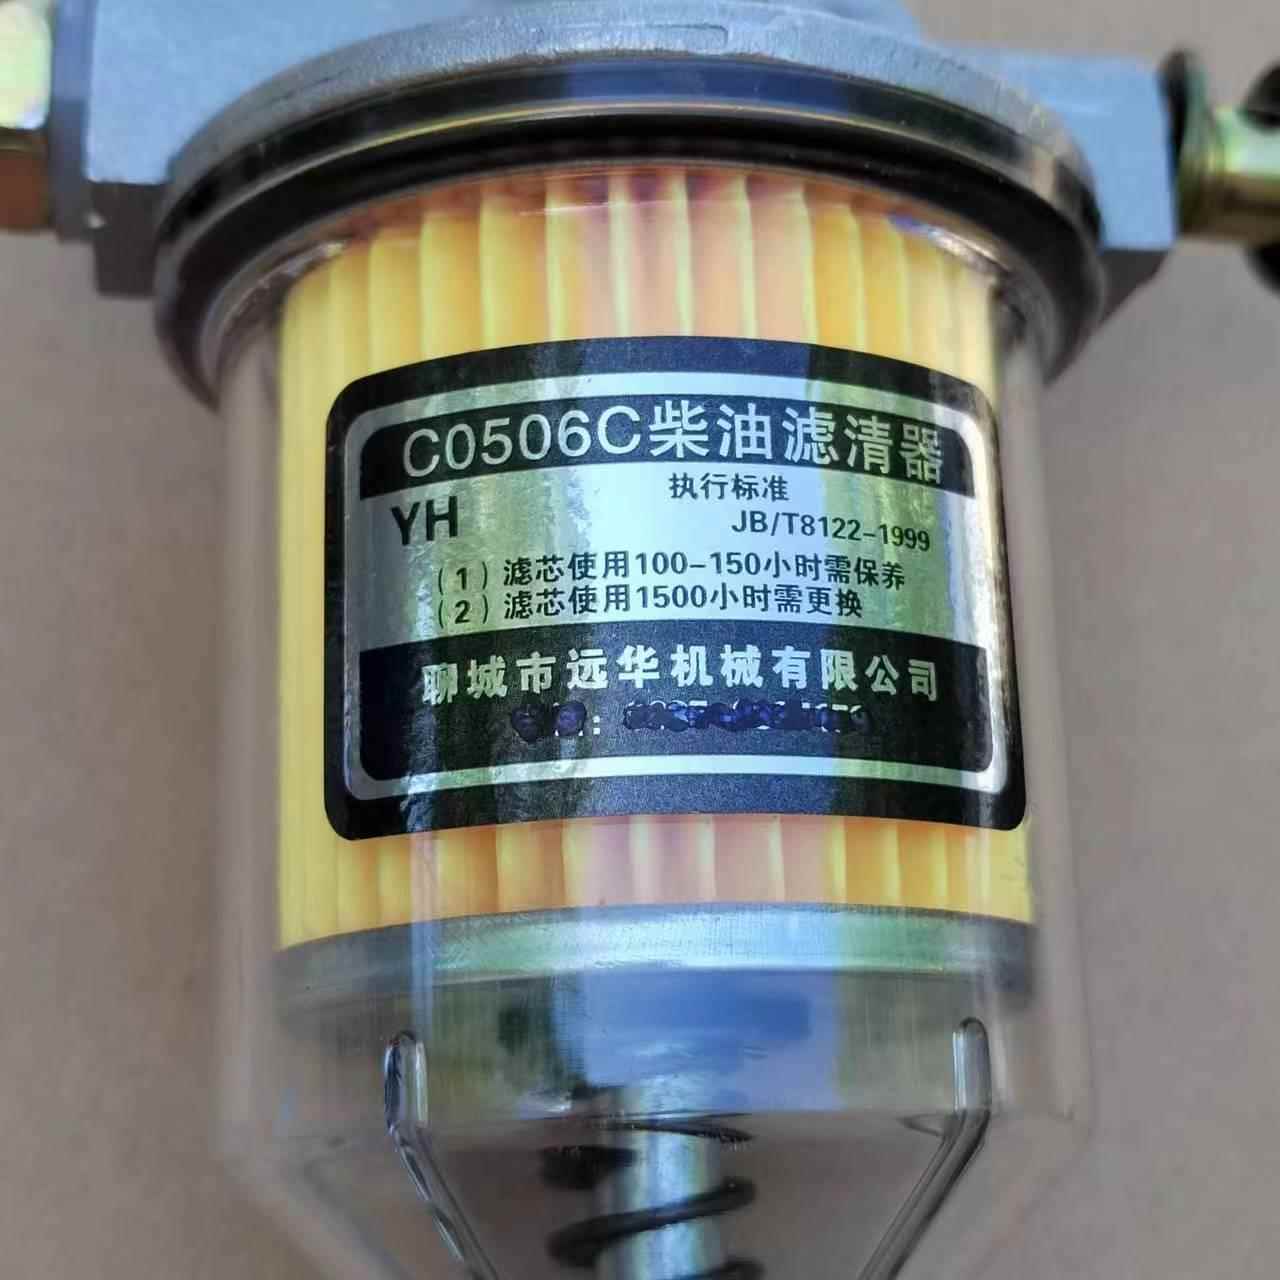 C0506C柴油滤清器
执行标准
YH
JB/T8122-1999
(1)滤芯使用100-150小时需保养
(2)滤芯使用1500小时需更换
聊城市远华机械有限公司